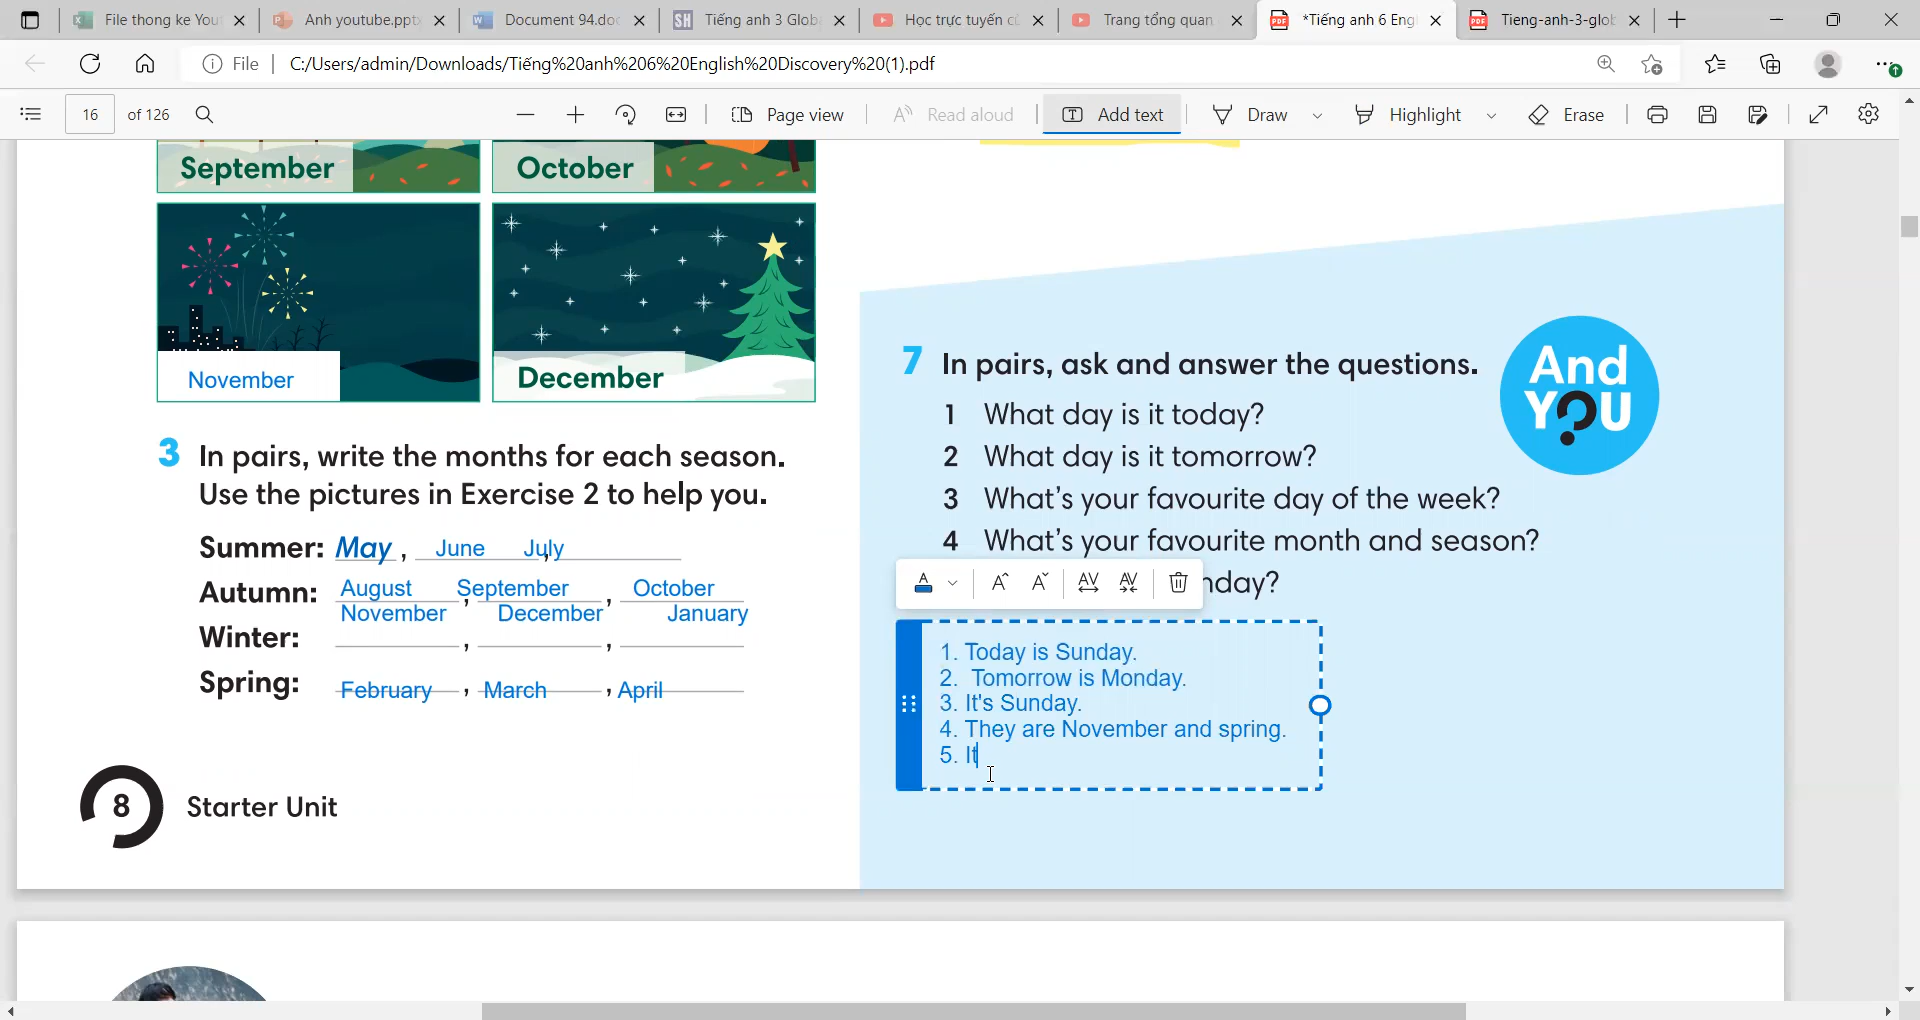 File thong ke You
Anh youtube.pptx
Document 94.doc
SH Tiếng anh 3 Glob
Học trực tuyến c
Trang tổng quan
*Tiếng anh 6 Eng
Tieng-anh-3-glob
File
C:/Users/admin/Downloads/Tiếng%20anh%206%20English%20Discovery%20(1).pdf
16 of 126
Page view
Read aloud
Add text
Draw
Highlight
Erase
September
October
November
December
3 In pairs, write the months for each season.
Use the pictures in Exercise 2 to help you.
Summer: May, June July,
Autumn: August, September, October
November December January
Winter: , ,
Spring: February, March, April
8 Starter Unit
7 In pairs, ask and answer the questions.
And
YOU
1 What day is it today?
2 What day is it tomorrow?
3 What's your favourite day of the week?
4 What's your favourite month and season?
nday?
1. Today is Sunday.
2. Tomorrow is Monday.
3. It's Sunday.
4. They are November and spring.
5. It